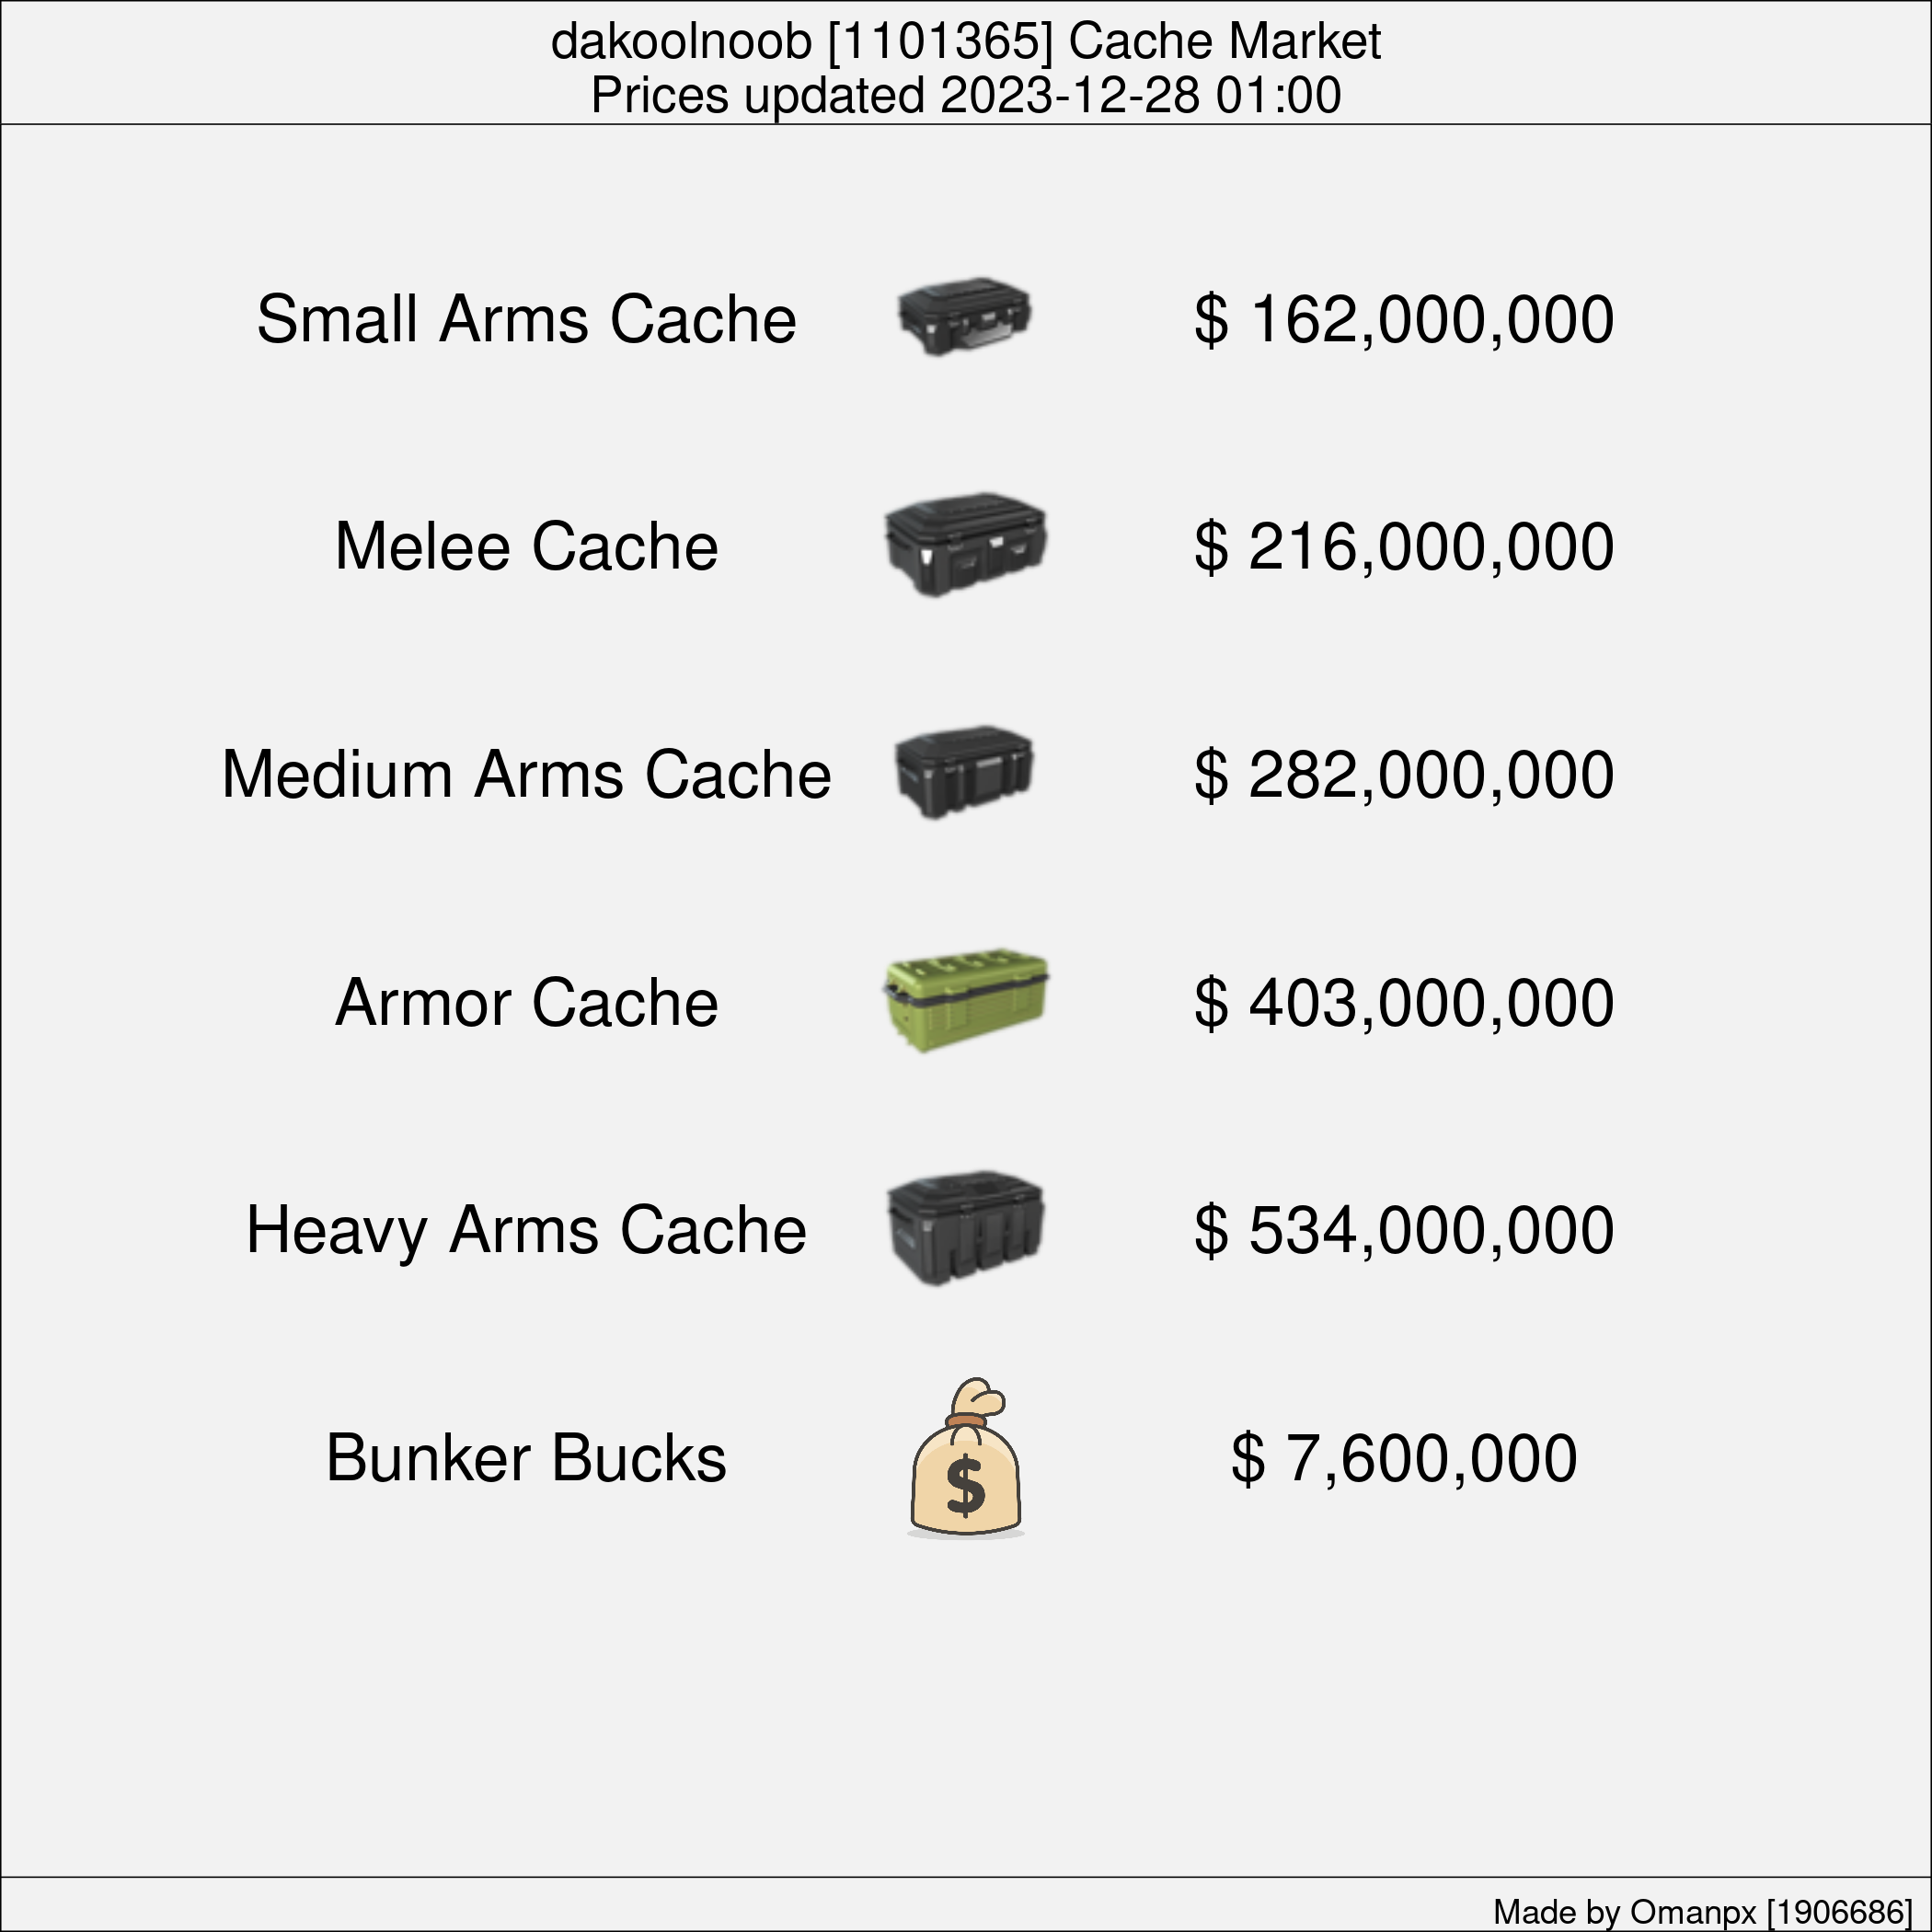 dakoolnoob [1101365] Cache Market
Prices updated 2023-12-28 01:00
Small Arms Cache $ 162,000,000
Melee Cache $ 216,000,000
Medium Arms Cache $ 282,000,000
Armor Cache $ 403,000,000
Heavy Arms Cache $ 534,000,000
Bunker Bucks $ $ 7,600,000
Made by Omanpx [1906686]